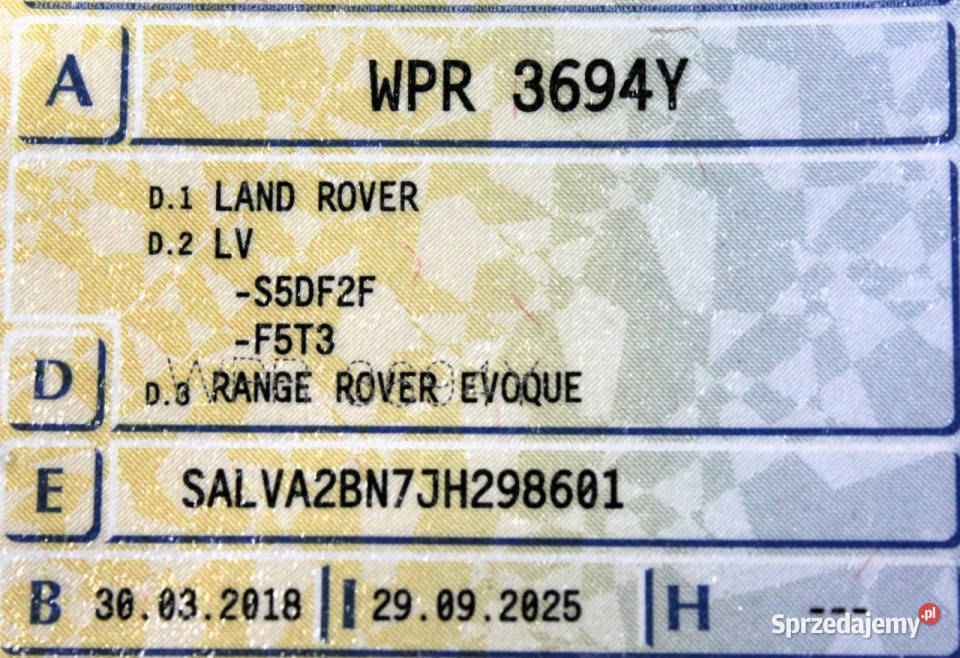 A WPR 3694Y
D.1 LAND ROVER
D.2 LV
-S5DF2F
-F5T3
D D.3 RANGE ROVER EVOQUE
E SALVA2BN7JH298601
B 30.03.2018 I 29.09.2025 H ---
Sprzedajemy.pl